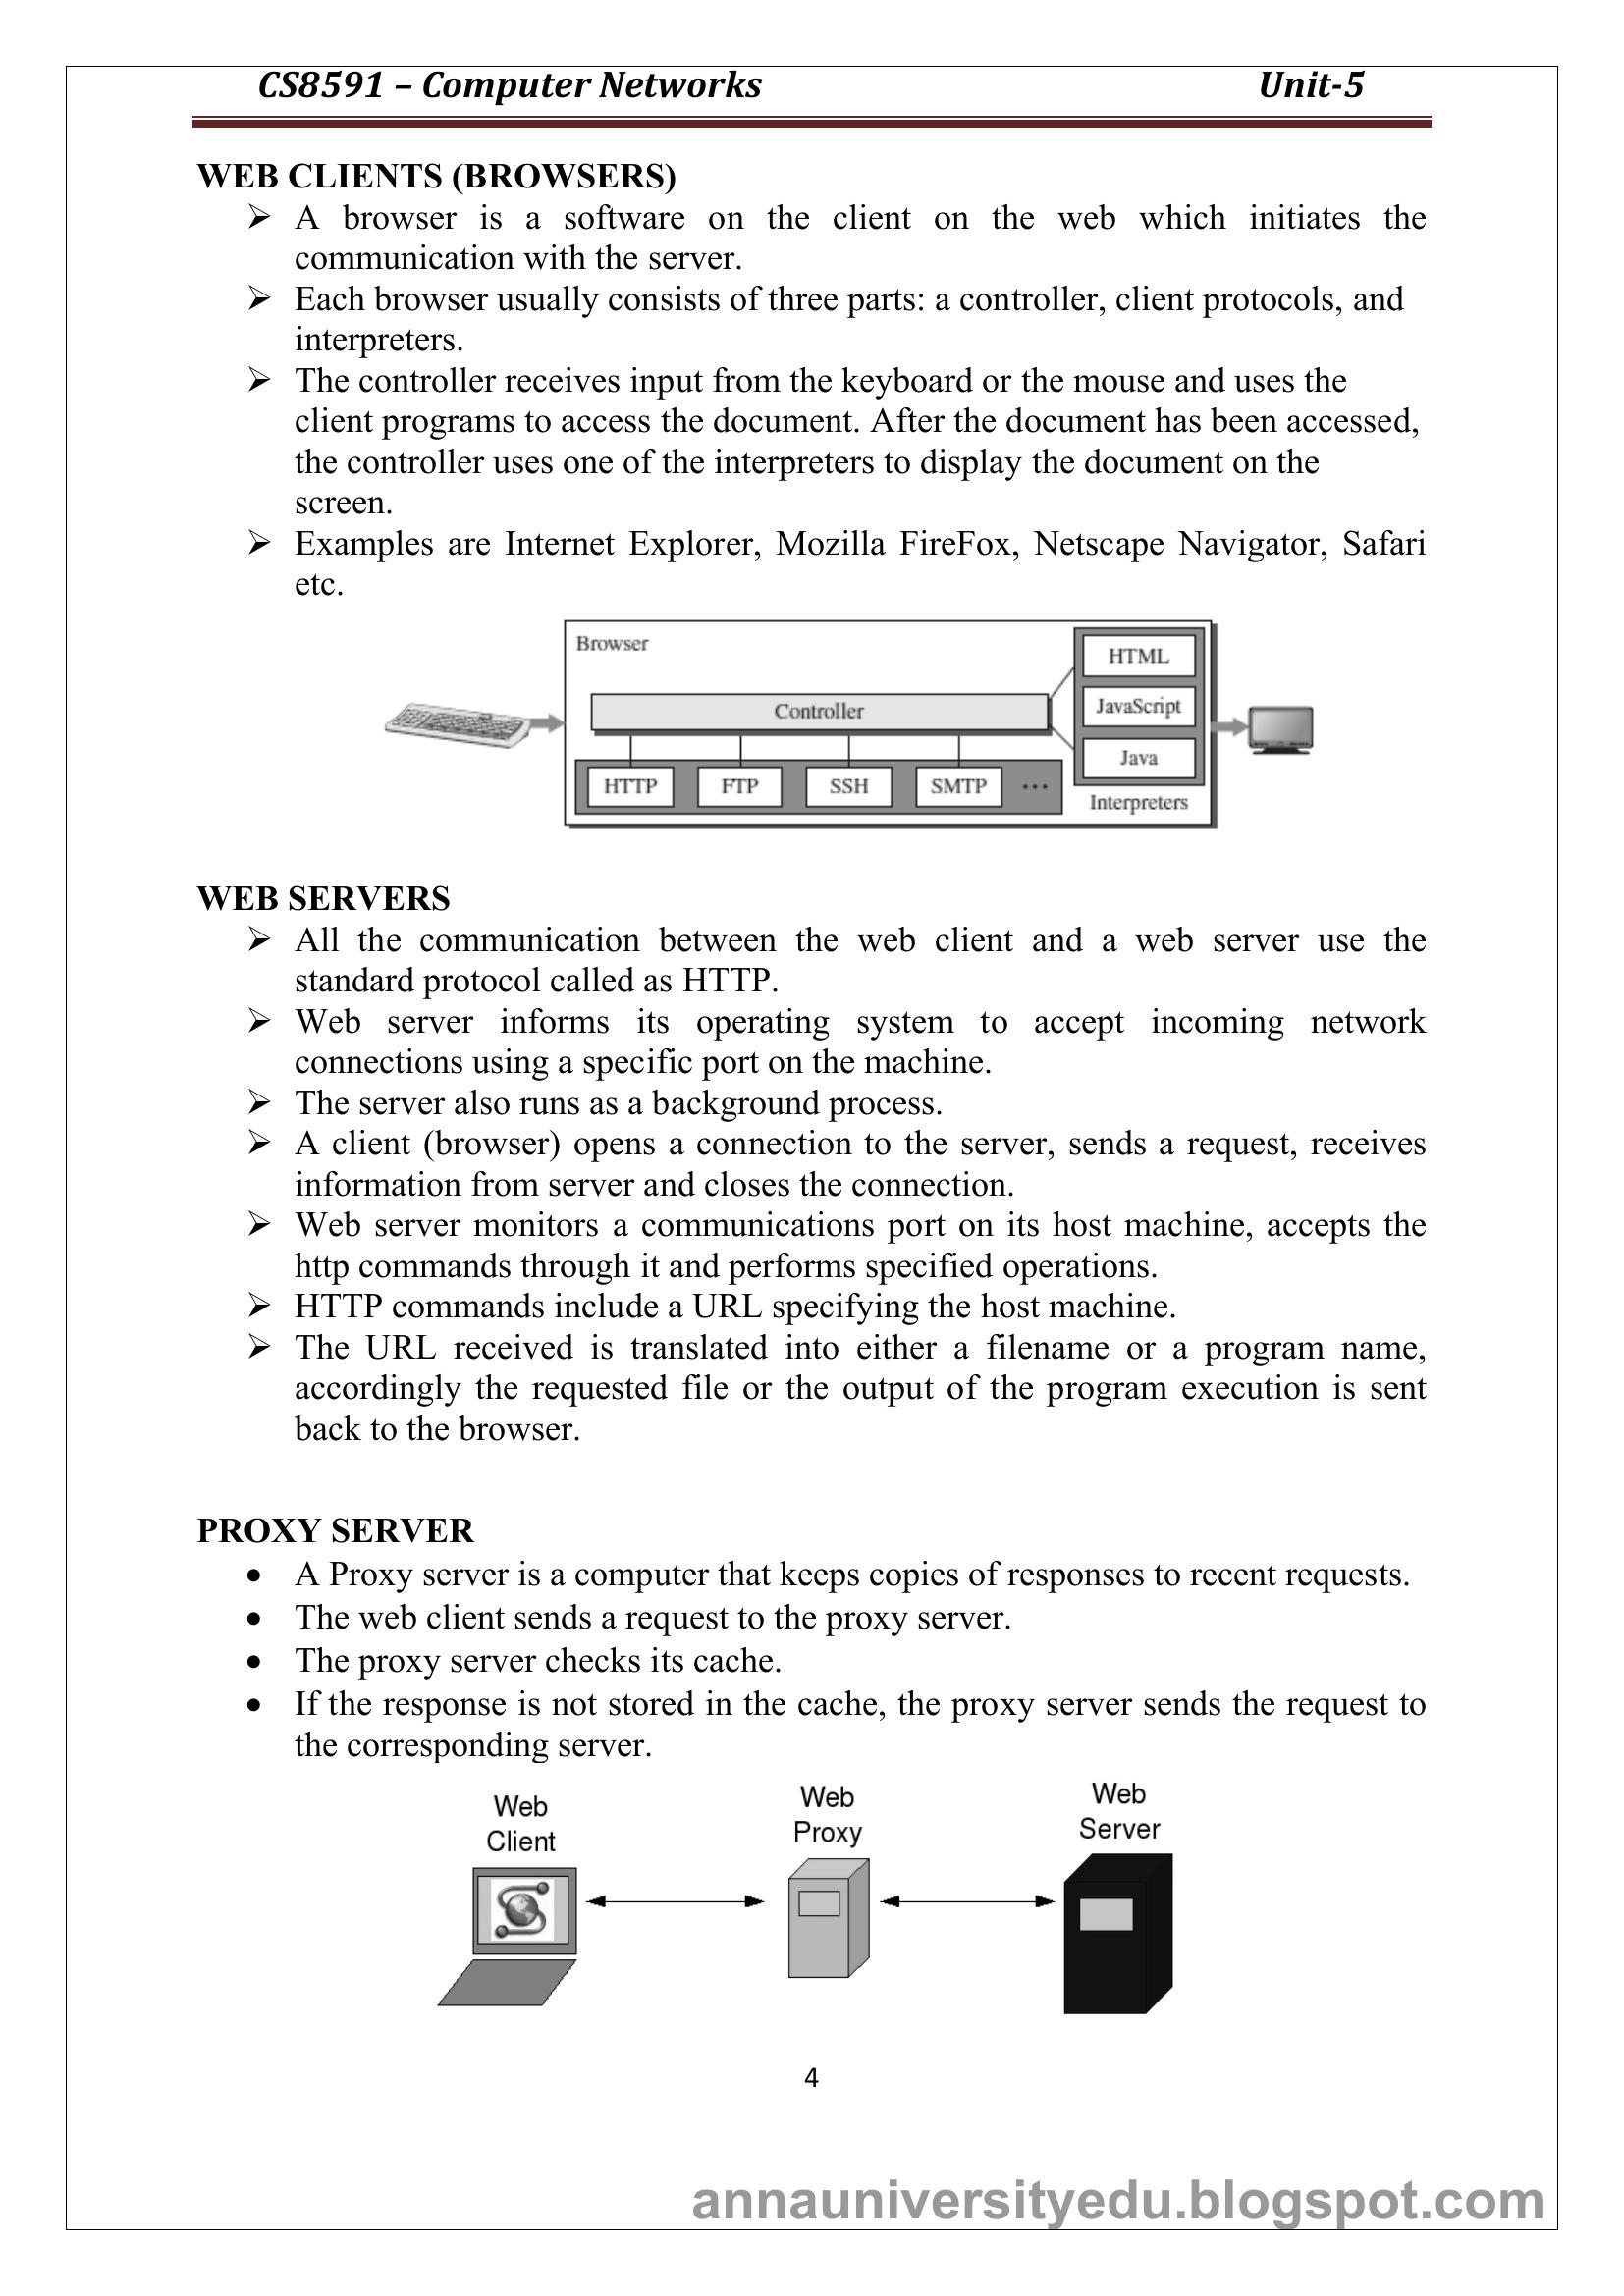 CS8591 – Computer Networks Unit-5
WEB CLIENTS (BROWSERS)
➢ A browser is a software on the client on the web which initiates the
communication with the server.
➢ Each browser usually consists of three parts: a controller, client protocols, and
interpreters.
➢ The controller receives input from the keyboard or the mouse and uses the
client programs to access the document. After the document has been accessed,
the controller uses one of the interpreters to display the document on the
screen.
➢ Examples are Internet Explorer, Mozilla FireFox, Netscape Navigator, Safari
etc.
Browser
Controller
HTTP FTP SSH SMTP ...
HTML
JavaScript
Java
Interpreters
WEB SERVERS
➢ All the communication between the web client and a web server use the
standard protocol called as HTTP.
➢ Web server informs its operating system to accept incoming network
connections using a specific port on the machine.
➢ The server also runs as a background process.
➢ A client (browser) opens a connection to the server, sends a request, receives
information from server and closes the connection.
➢ Web server monitors a communications port on its host machine, accepts the
http commands through it and performs specified operations.
➢ HTTP commands include a URL specifying the host machine.
➢ The URL received is translated into either a filename or a program name,
accordingly the requested file or the output of the program execution is sent
back to the browser.
PROXY SERVER
• A Proxy server is a computer that keeps copies of responses to recent requests.
• The web client sends a request to the proxy server.
• The proxy server checks its cache.
• If the response is not stored in the cache, the proxy server sends the request to
the corresponding server.
Web
Client
Web
Proxy
Web
Server
4
annauniversityedu.blogspot.com